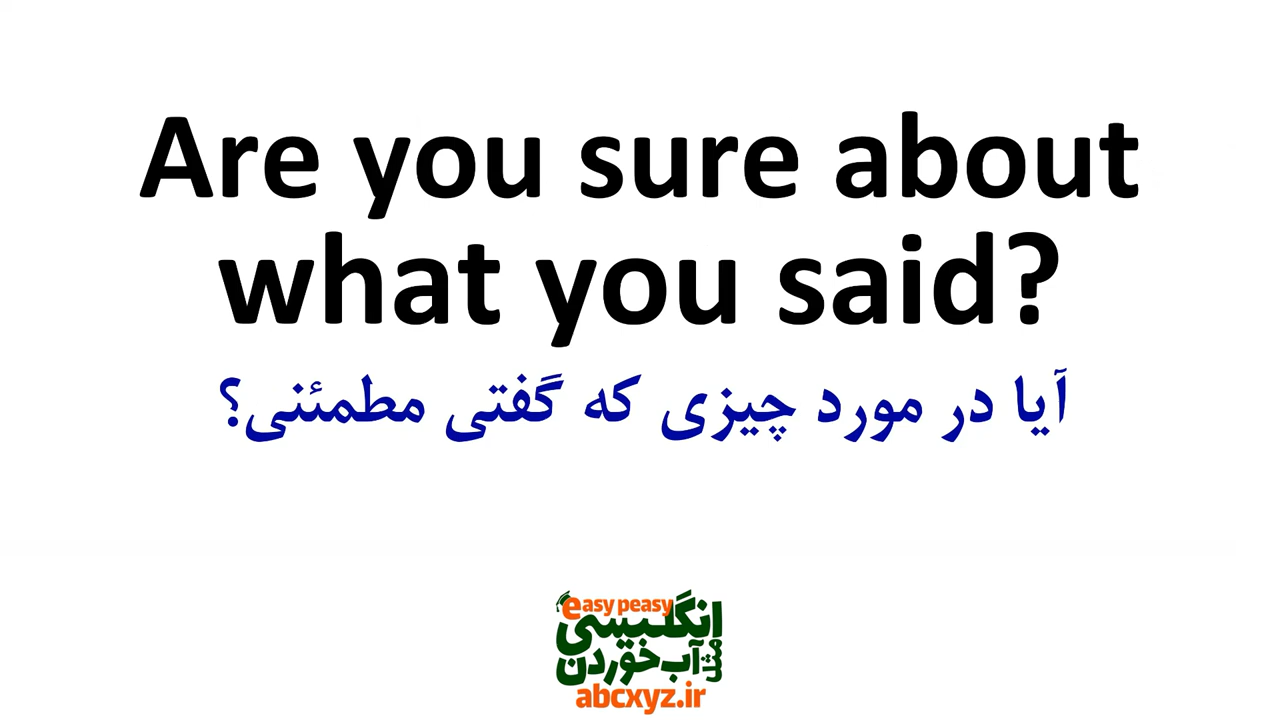 Are you sure about
what you said?
آیا در مورد چیزی که گفتی مطمئنی؟
easy peasy
انگلیسی
مثل آب خوردن
abcxyz.ir